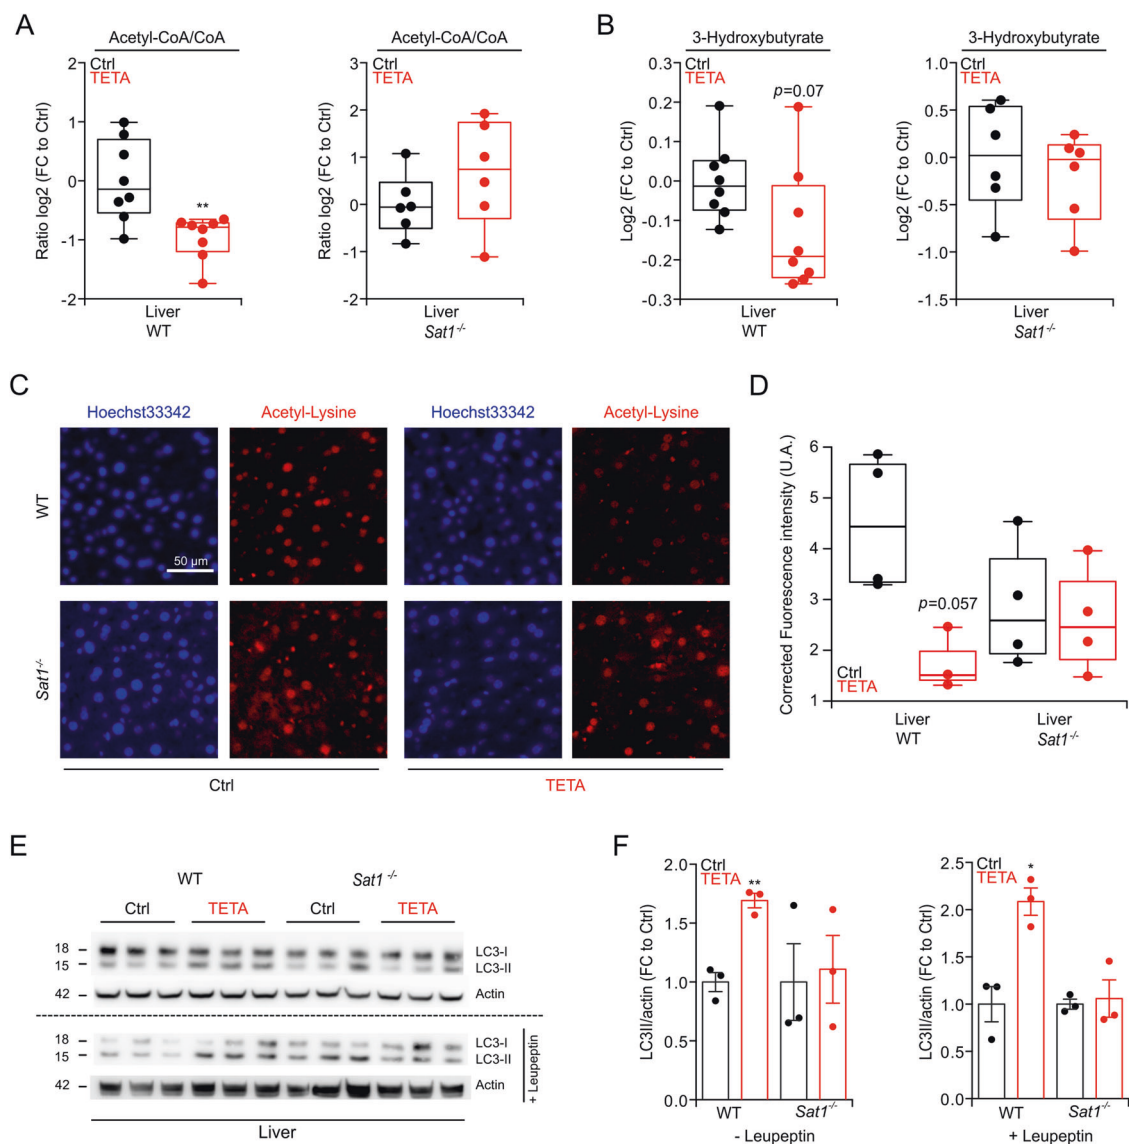 A
Acetyl-CoA/CoA
Ctrl
TETA
**
Ratio log2 (FC to Ctrl)
2
1
0
-1
-2
Liver
WT
Acetyl-CoA/CoA
Ctrl
TETA
Ratio log2 (FC to Ctrl)
3
2
1
0
-1
-2
Liver
Sat1-/-
B
3-Hydroxybutyrate
Ctrl
TETA
p=0.07
Log2 (FC to Ctrl)
0.3
0.2
0.1
0.0
-0.1
-0.2
-0.3
Liver
WT
3-Hydroxybutyrate
Ctrl
TETA
Log2 (FC to Ctrl)
1.0
0.5
0.0
-0.5
-1.0
-1.5
Liver
Sat1-/-
C
Hoechst33342 Acetyl-Lysine Hoechst33342 Acetyl-Lysine
WT
50 µm
Sat1-/-
Ctrl TETA
D
Corrected Fluorescence intensity (U.A.)
6
5
4
3
2
1
p=0.057
Ctrl
TETA
Liver
WT
Liver
Sat1-/-
E
WT Sat1 -/-
Ctrl TETA Ctrl TETA
18 LC3-I
15 LC3-II
42 Actin
18 LC3-I
15 LC3-II
42 Actin
+ Leupeptin
Liver
F
Ctrl
TETA
**
LC3II/actin (FC to Ctrl)
2.0
1.5
1.0
0.5
0.0
WT Sat1-/-
- Leupeptin
Ctrl
TETA
*
LC3II/actin (FC to Ctrl)
2.5
2.0
1.5
1.0
0.5
0.0
WT Sat1-/-
+ Leupeptin